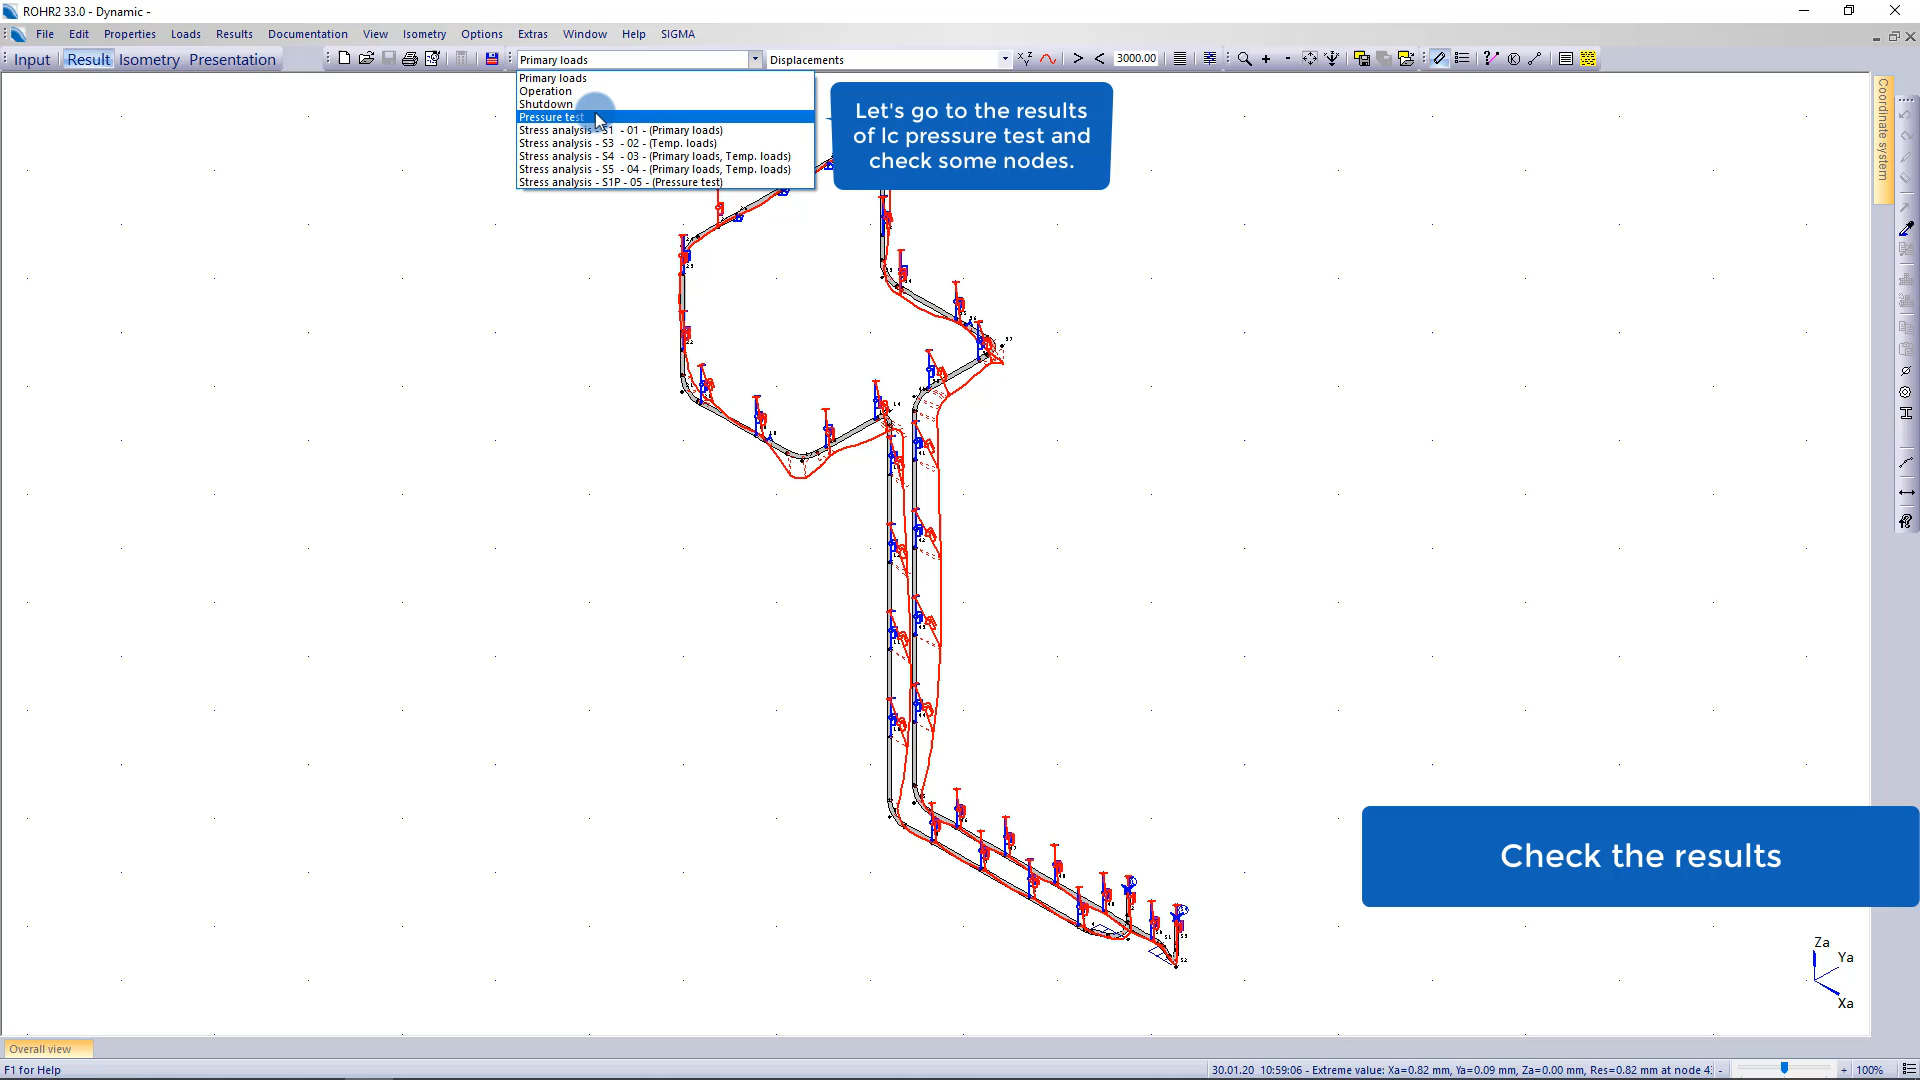 ROHR2 33.0 - Dynamic -
File Edit Properties Loads Results Documentation View Isometry Options Extras Window Help SIGMA
Input Result Isometry Presentation Primary loads Displacements 3000.00
Primary loads
Operation
Shutdown
Pressure test
Stress analysis - S1 - 01 - (Primary loads)
Stress analysis - S3 - 02 - (Temp. loads)
Stress analysis - S4 - 03 - (Primary loads, Temp. loads)
Stress analysis - S5 - 04 - (Primary loads, Temp. loads)
Stress analysis - S1P - 05 - (Pressure test)
Let's go to the results
of lc pressure test and
check some nodes.
Coordinate system
Check the results
Za
Ya
Xa
Overall view
F1 for Help
30.01.20 10:59:06 - Extreme value: Xa=0.82 mm, Ya=0.09 mm, Za=0.00 mm, Res=0.82 mm at node
- + 100%